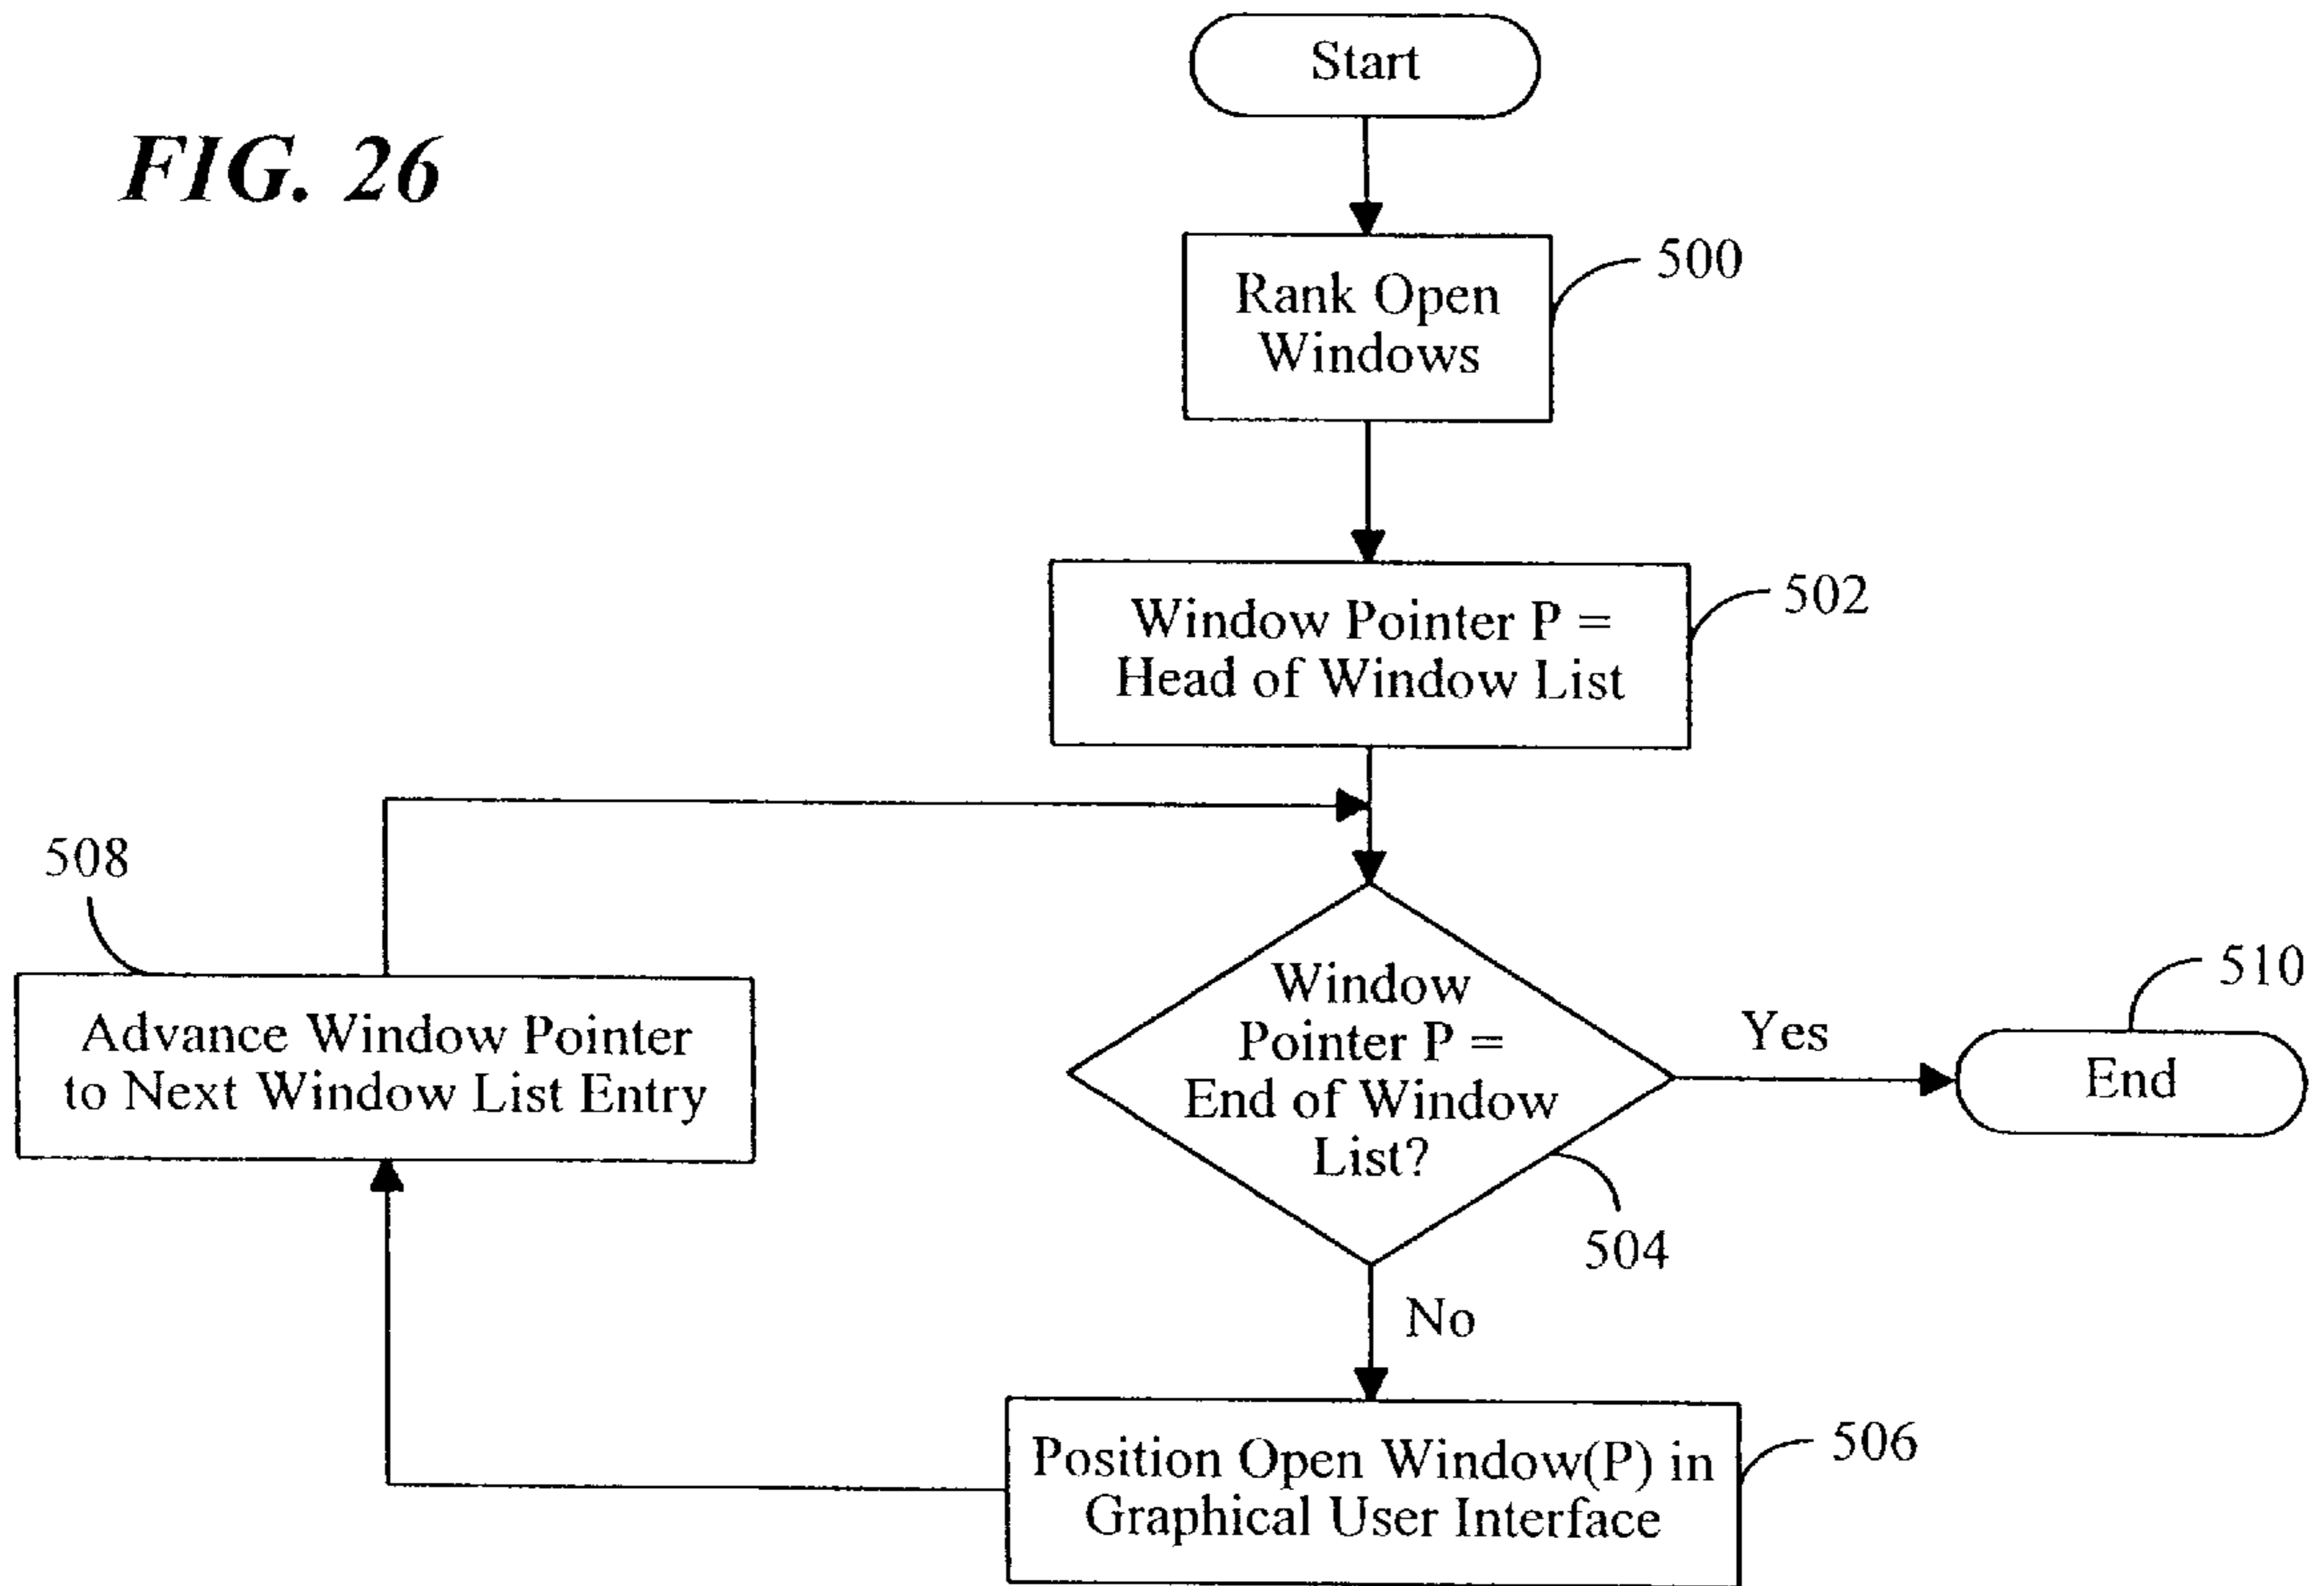 FIG. 26
Start
500
Rank Open
Windows
502
Window Pointer P =
Head of Window List
508
Advance Window Pointer
to Next Window List Entry
Window
Pointer P =
End of Window
List?
504
Yes
510
End
No
506
Position Open Window(P) in
Graphical User Interface